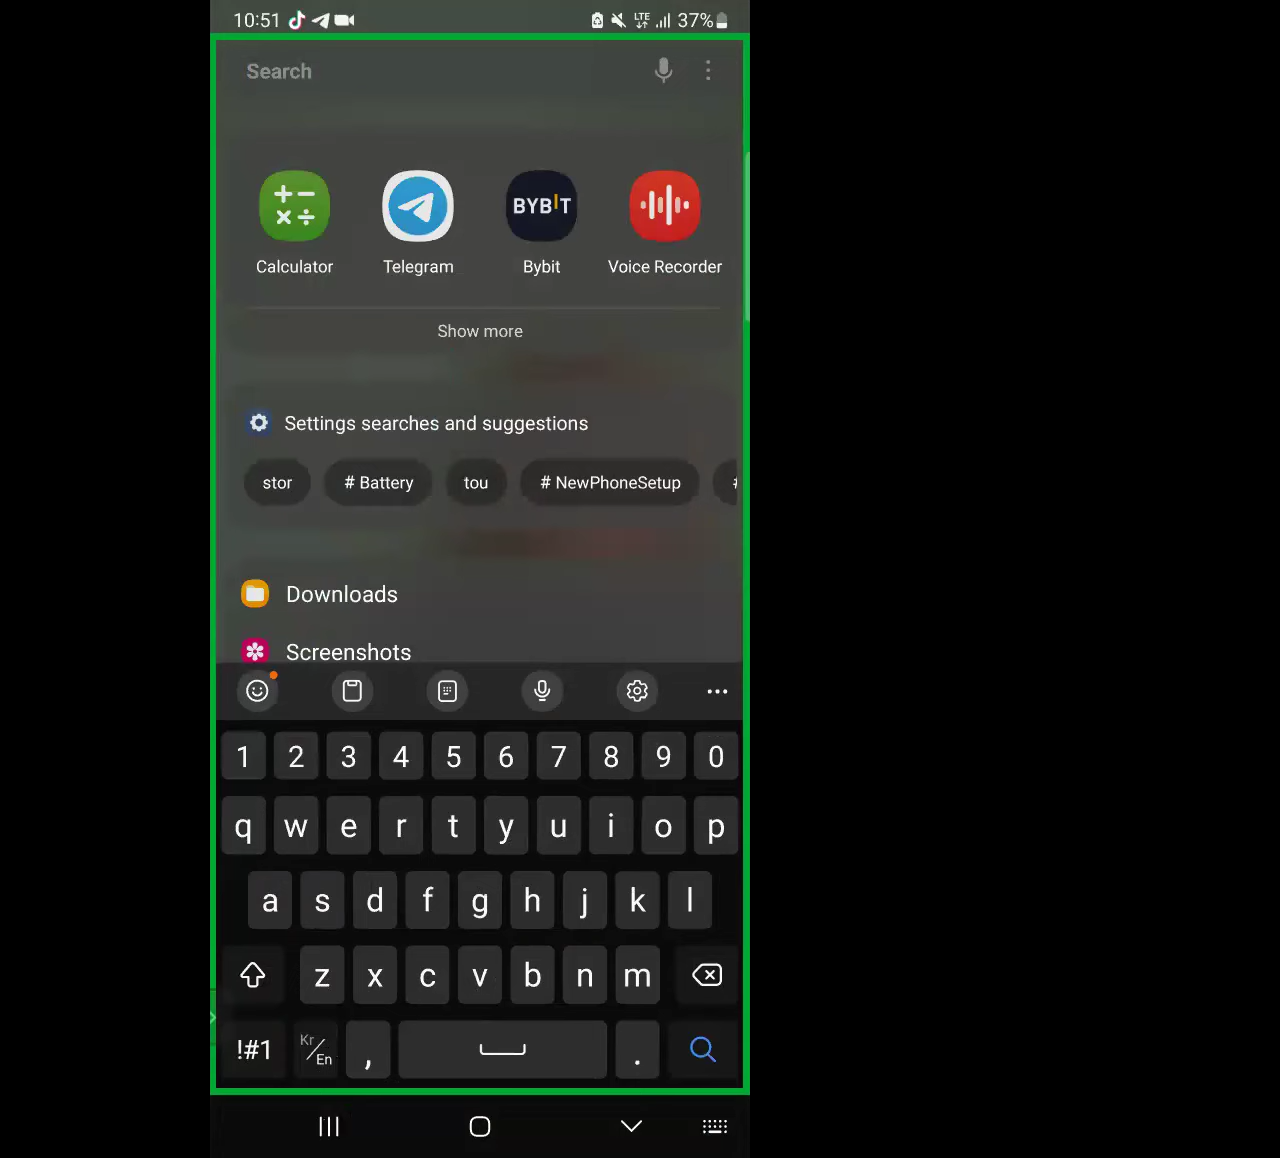 10:51 LTE 37%
Search
BYBIT
Calculator Telegram Bybit Voice Recorder
Show more
Settings searches and suggestions
stor # Battery tou # NewPhoneSetup #
Downloads
Screenshots
1 2 3 4 5 6 7 8 9 0
q w e r t y u i o p
a s d f g h j k l
z x c v b n m
!#1 Kr/En , .